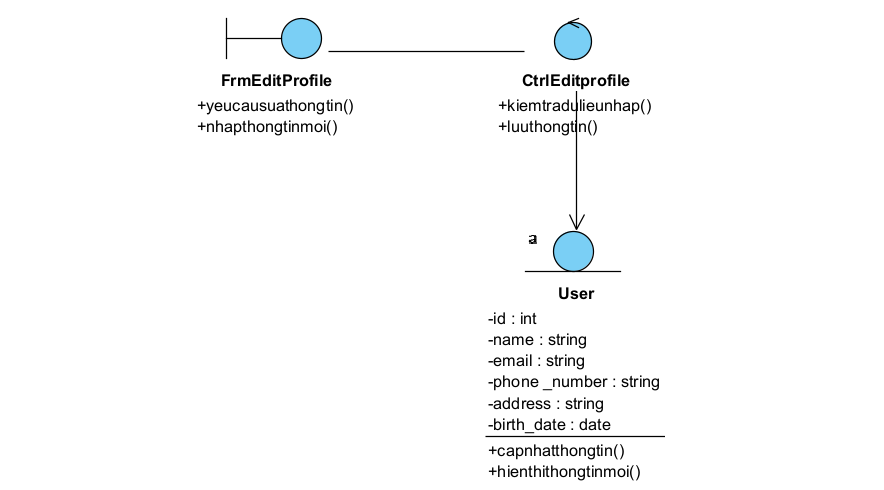 FrmEditProfile
+yeucausuathongtin()
+nhapthongtinmoi()
CtrlEditprofile
+kiemtradulieunhap()
+luuthongtin()
User
-id : int
-name : string
-email : string
-phone _number : string
-address : string
-birth_date : date
+capnhatthongtin()
+hienthithongtinmoi()